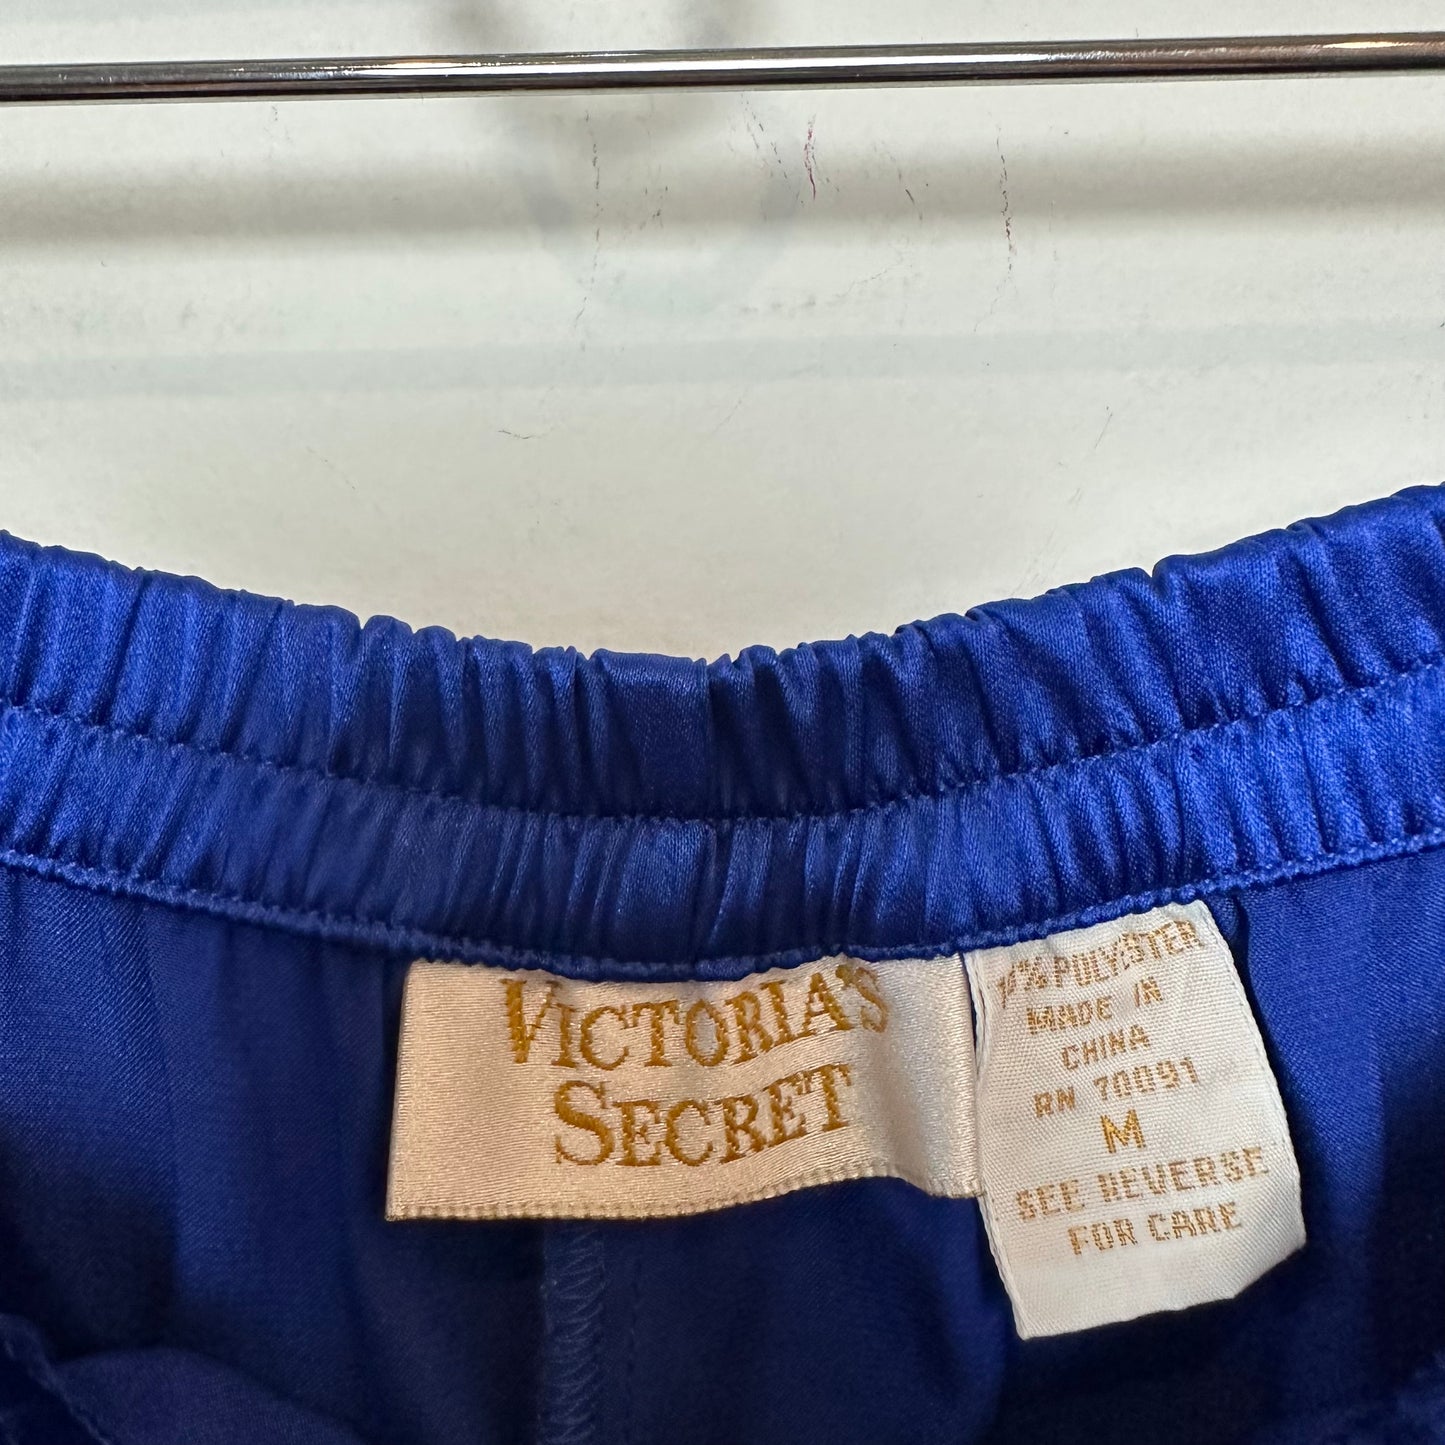 VICTORIA'S
SECRET
% POLYESTER
MADE IN
CHINA
RN 70091
M
SEE REVERSE
FOR CARE